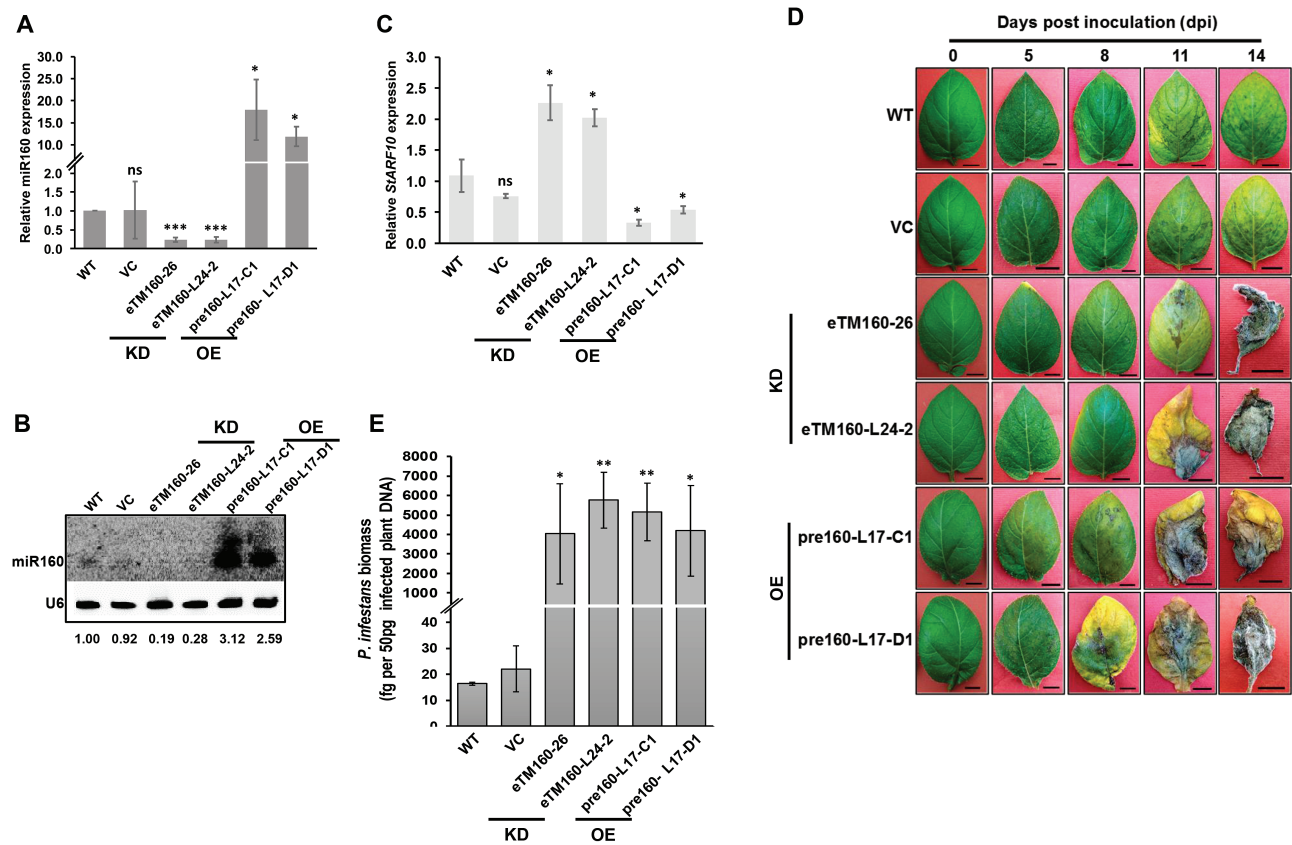 A
Relative miR160 expression
30.0
25.0
20.0
15.0
10.0
2.0
1.5
1.0
0.5
0.0
ns
***
***
*
*
WT
VC
eTM160-26
eTM160-L24-2
pre160-L17-C1
pre160- L17-D1
KD
OE
C
Relative StARF10 expression
3.0
2.5
2.0
1.5
1.0
0.5
0.0
ns
*
*
*
*
WT
VC
eTM160-26
eTM160-L24-2
pre160-L17-C1
pre160- L17-D1
KD
OE
B
KD
OE
WT
VC
eTM160-26
eTM160-L24-2
pre160-L17-C1
pre160-L17-D1
miR160
U6
1.00 0.92 0.19 0.28 3.12 2.59
E
P. infestans biomass
(fg per 50pg infected plant DNA)
8000
7000
6000
5000
4000
3000
2000
1000
40
30
20
10
0
*
**
**
*
WT
VC
eTM160-26
eTM160-L24-2
pre160-L17-C1
pre160- L17-D1
KD
OE
D
Days post inoculation (dpi)
0 5 8 11 14
WT
VC
KD
eTM160-26
eTM160-L24-2
OE
pre160-L17-C1
pre160-L17-D1